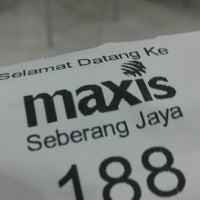 Selamat Datang Ke
maxis
Seberang Jaya
188